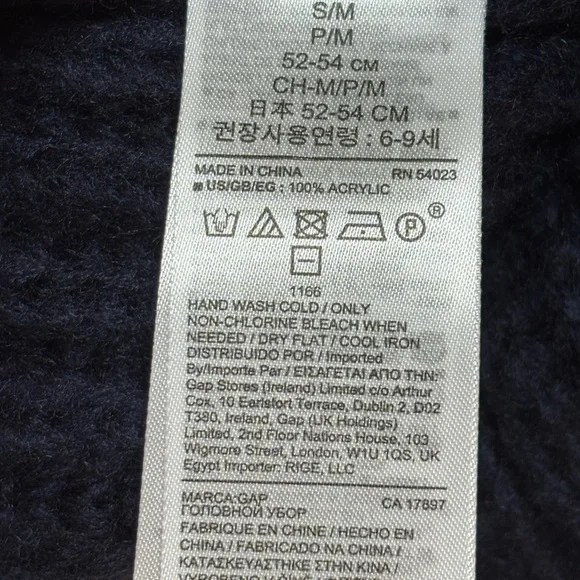 S/M
P/M
52-54 CM
CH-M/P/M
日本 52-54 CM
권장사용연령 : 6-9세
MADE IN CHINA RN 54023
US/GB/EG : 100% ACRYLIC
P ®
1166
HAND WASH COLD / ONLY
NON-CHLORINE BLEACH WHEN
NEEDED / DRY FLAT / COOL IRON
DISTRIBUIDO POR / Imported
By/Importe Par / ΕΙΣΑΓΕΤΑΙ ΑΠΟ ΤΗΝ:
Gap Stores (Ireland) Limited c/o Arthur
Cox, 10 Earlsfort Terrace, Dublin 2, D02
T380, Ireland, Gap (UK Holdings)
Limited, 2nd Floor Nations House, 103
Wigmore Street, London, W1U 1QS, UK
Egypt Importer: RIGE, LLC
MARCA:GAP CA 17897
ГОЛОВНОЙ УБОР
FABRIQUE EN CHINE / HECHO EN
CHINA / FABRICADO NA CHINA /
ΚΑΤΑΣΚΕΥΑΣΤΗΚΕ ΣΤΗΝ ΚΙΝΑ /